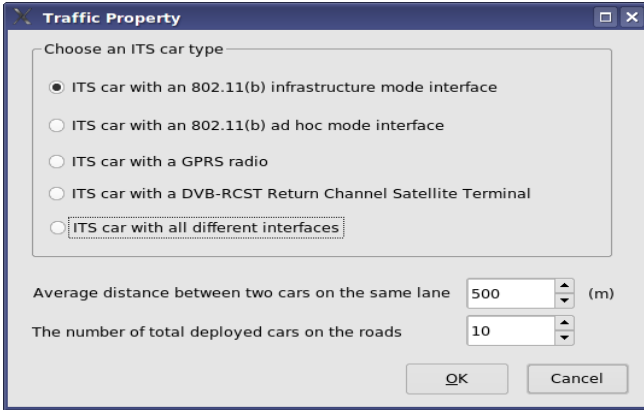 Traffic Property
Choose an ITS car type
ITS car with an 802.11(b) infrastructure mode interface
ITS car with an 802.11(b) ad hoc mode interface
ITS car with a GPRS radio
ITS car with a DVB-RCST Return Channel Satellite Terminal
ITS car with all different interfaces
Average distance between two cars on the same lane 500 (m)
The number of total deployed cars on the roads 10
OK Cancel